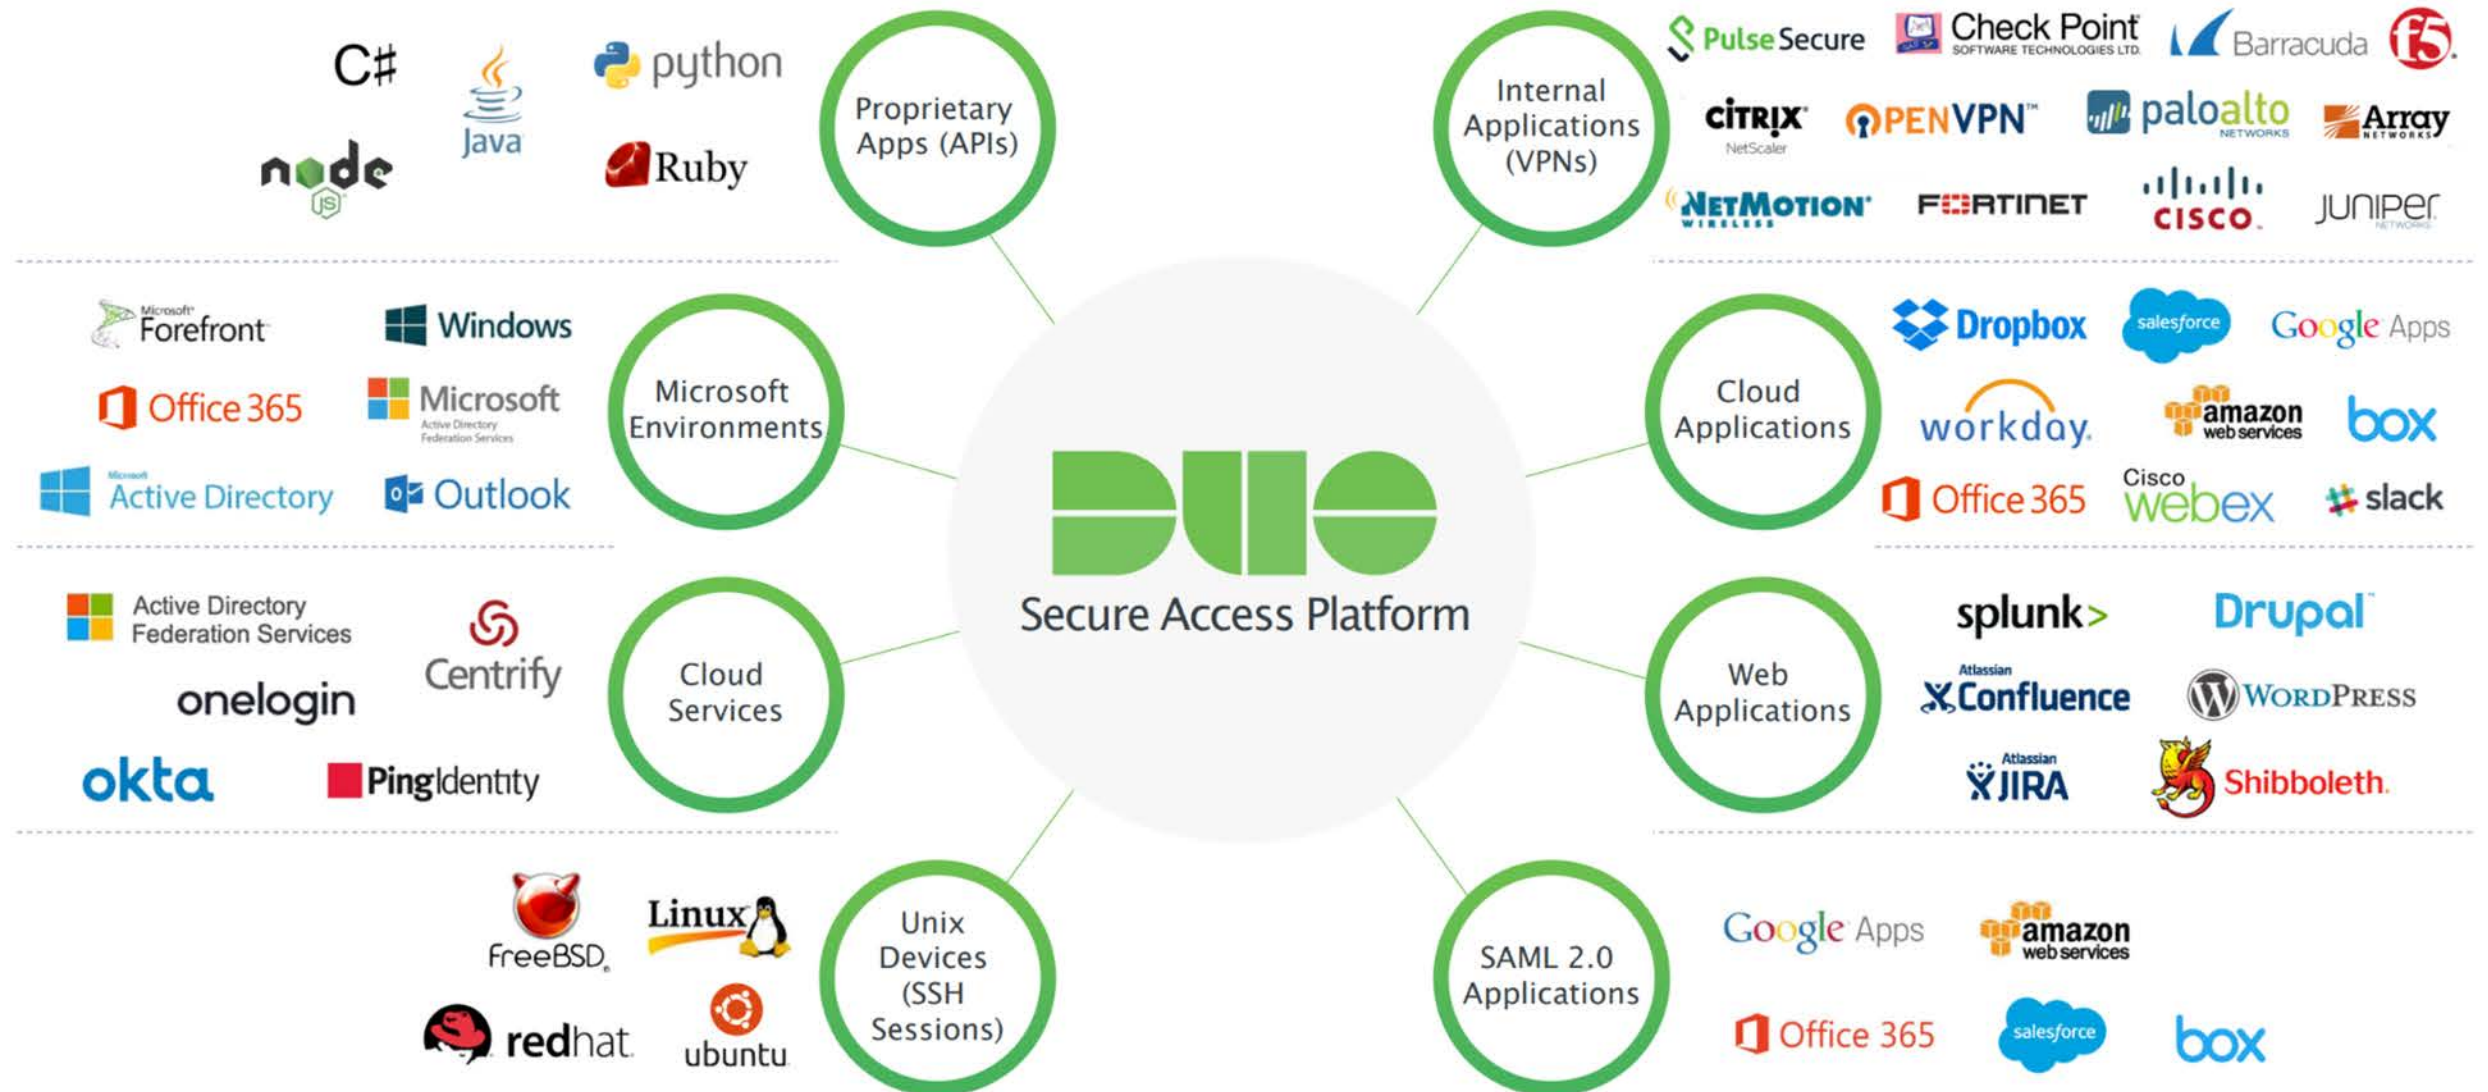 C#
Java
python
node
JS
Ruby
Proprietary
Apps (APIs)
Internal
Applications
(VPNs)
Pulse Secure
Check Point
SOFTWARE TECHNOLOGIES LTD.
Barracuda
f5
CITRIX
NetScaler
OPENVPN™
paloalto
NETWORKS
Array
NETWORKS
NETMOTION
WIRELESS
FORTINET
CISCO
JUNIPER
NETWORKS
Microsoft
Forefront
Windows
Office 365
Microsoft
Active Directory
Federation Services
Microsoft
Active Directory
Outlook
Microsoft
Environments
Cloud
Applications
Dropbox
salesforce
Google Apps
workday.
amazon
web services
box
Office 365
Cisco
webex
slack
DUO
Secure Access Platform
Active Directory
Federation Services
Centrify
onelogin
okta
PingIdentity
Cloud
Services
Web
Applications
splunk>
Drupal™
Atlassian
Confluence
WORDPRESS
Atlassian
JIRA
Shibboleth.
FreeBSD®
Linux
redhat.
ubuntu
Unix
Devices
(SSH
Sessions)
SAML 2.0
Applications
Google Apps
amazon
web services
Office 365
salesforce
box